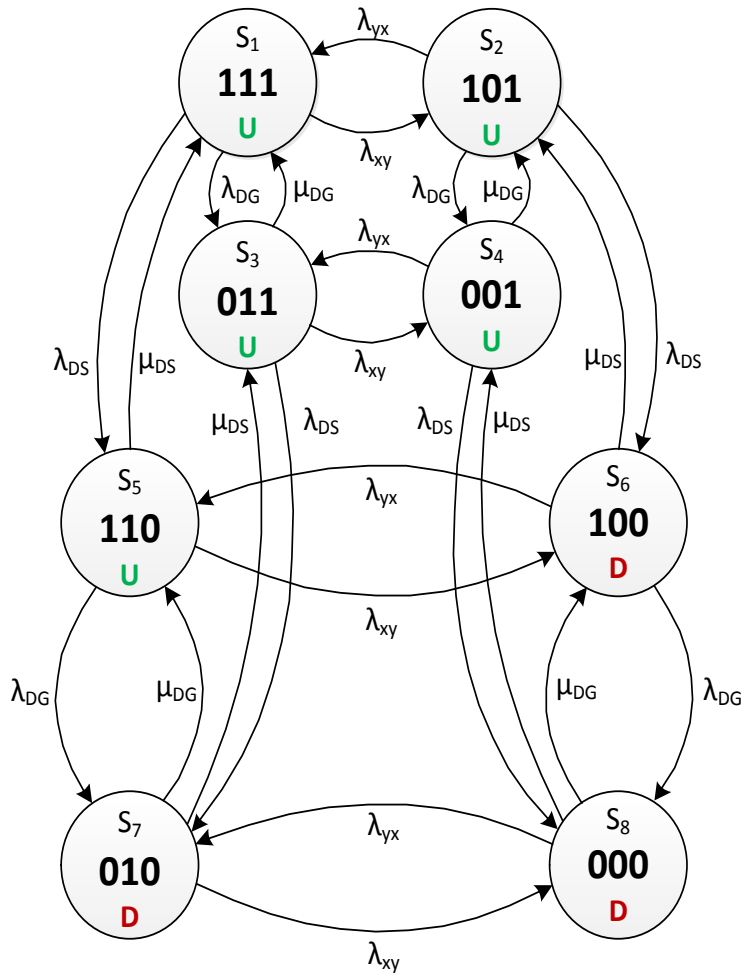 S₁
111
U
λyx
S₂
101
U
λxy
λDG
μDG
λDG
μDG
S₃
011
U
λyx
S₄
001
U
λxy
λDS
μDS
μDS
λDS
μDS
λDS
λDS
μDS
S₅
110
U
λyx
S₆
100
D
λxy
λDG
μDG
μDG
λDG
S₇
010
D
λyx
S₈
000
D
λxy